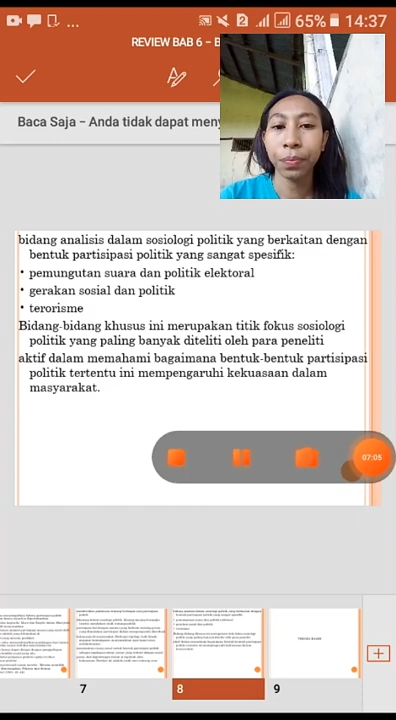 65% 14:37
REVIEW BAB 6 – B
Baca Saja – Anda tidak dapat meny
bidang analisis dalam sosiologi politik yang berkaitan dengan
bentuk partisipasi politik yang sangat spesifik:
• pemungutan suara dan politik elektoral
• gerakan sosial dan politik
• terorisme
Bidang-bidang khusus ini merupakan titik fokus sosiologi
politik yang paling banyak diteliti oleh para peneliti
aktif dalam memahami bagaimana bentuk-bentuk partisipasi
politik tertentu ini mempengaruhi kekuasaan dalam
masyarakat.
07:05
7
8
9